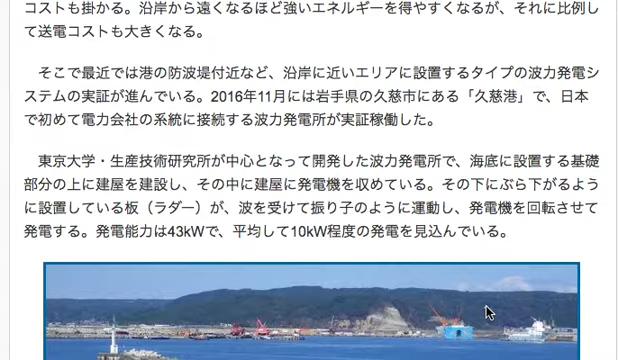 コストも掛かる。沿岸から遠くなるほど強いエネルギーを得やすくなるが、それに比例し
て送電コストも大きくなる。
そこで最近では港の防波堤付近など、沿岸に近いエリアに設置するタイプの波力発電シ
ステムの実証が進んでいる。2016年11月には岩手県の久慈市にある「久慈港」で、日本
で初めて電力会社の系統に接続する波力発電所が実証稼働した。
東京大学・生産技術研究所が中心となって開発した波力発電所で、海底に設置する基礎
部分の上に建屋を建設し、その中に建屋に発電機を収めている。その下にぶら下がるよう
に設置している板（ラダー）が、波を受けて振り子のように運動し、発電機を回転させて
発電する。発電能力は43kWで、平均して10kW程度の発電を見込んでいる。